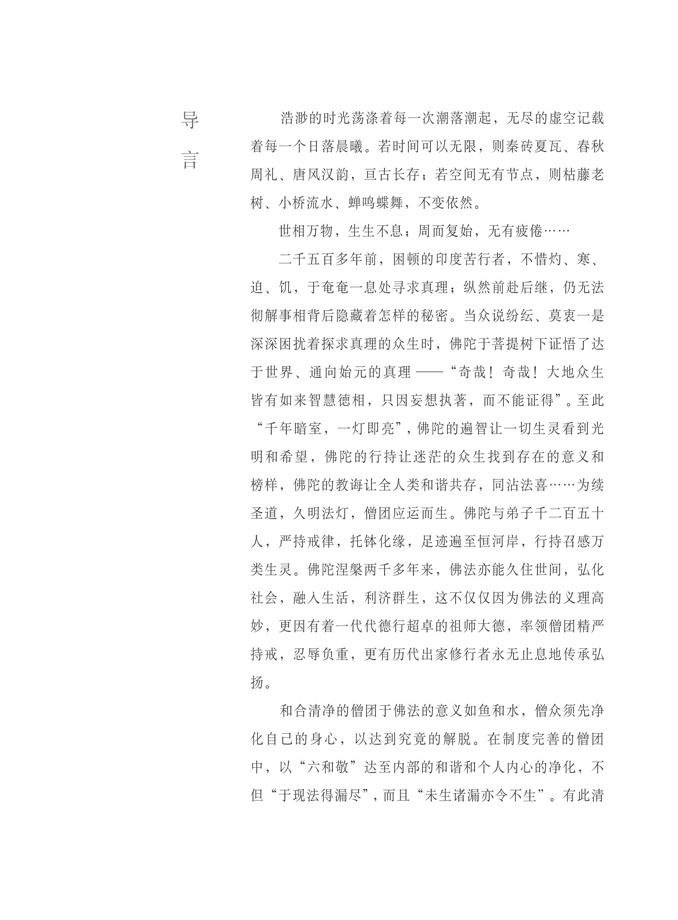 导言
浩渺的时光荡涤着每一次潮落潮起，无尽的虚空记载
着每一个日落晨曦。若时间可以无限，则秦砖夏瓦、春秋
周礼、唐风汉韵，亘古长存；若空间无有节点，则枯藤老
树、小桥流水、蝉鸣蝶舞，不变依然。
世相万物，生生不息；周而复始，无有疲倦……
二千五百多年前，困顿的印度苦行者，不惜灼、寒、
迫、饥，于奄奄一息处寻求真理；纵然前赴后继，仍无法
彻解事相背后隐藏着怎样的秘密。当众说纷纭、莫衷一是
深深困扰着探求真理的众生时，佛陀于菩提树下证悟了达
于世界、通向始元的真理——“奇哉！奇哉！大地众生
皆有如来智慧德相，只因妄想执著，而不能证得”。至此
“千年暗室，一灯即亮”，佛陀的遍智让一切生灵看到光
明和希望，佛陀的行持让迷茫的众生找到存在的意义和
榜样，佛陀的教诲让全人类和谐共存，同沾法喜……为续
圣道，久明法灯，僧团应运而生。佛陀与弟子千二百五十
人，严持戒律，托钵化缘，足迹遍至恒河岸，行持召感万
类生灵。佛陀涅槃两千多年来，佛法亦能久住世间，弘化
社会，融入生活，利济群生，这不仅仅因为佛法的义理高
妙，更因有着一代代德行超卓的祖师大德，率领僧团精严
持戒，忍辱负重，更有历代出家修行者永无止息地传承弘
扬。
和合清净的僧团于佛法的意义如鱼和水，僧众须先净
化自己的身心，以达到究竟的解脱。在制度完善的僧团
中，以“六和敬”达至内部的和谐和个人内心的净化，不
但“于现法得漏尽”，而且“未生诸漏亦令不生”。有此清